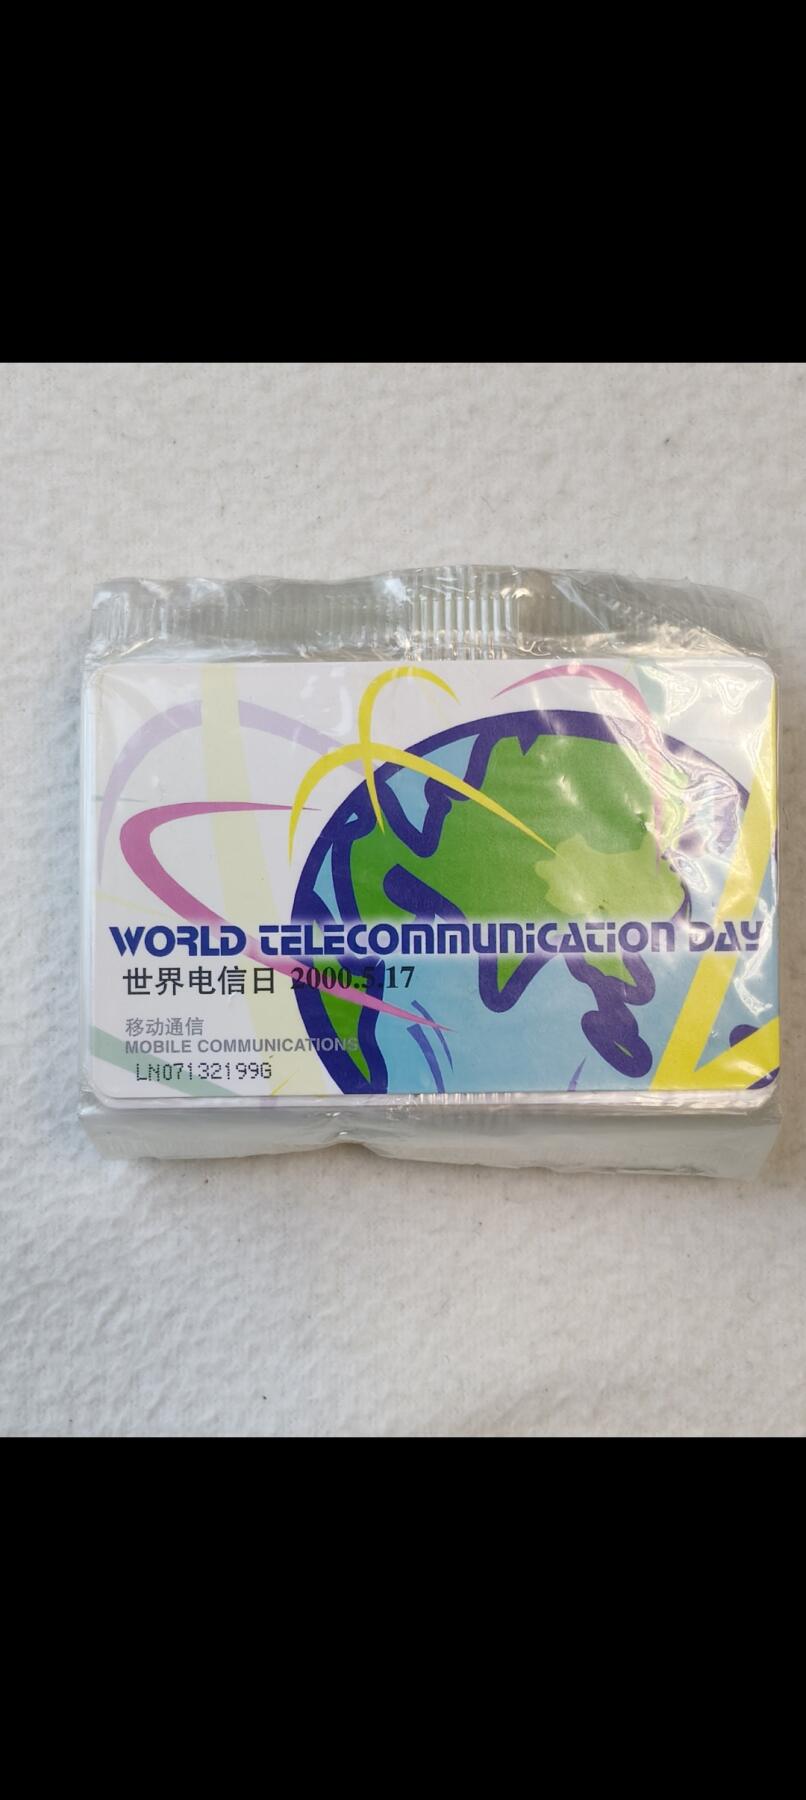 WORLD TELECOMMUNICATION DAY
世界电信日 2000.5.17
移动通信
MOBILE COMMUNICATIONS
LN07132199G